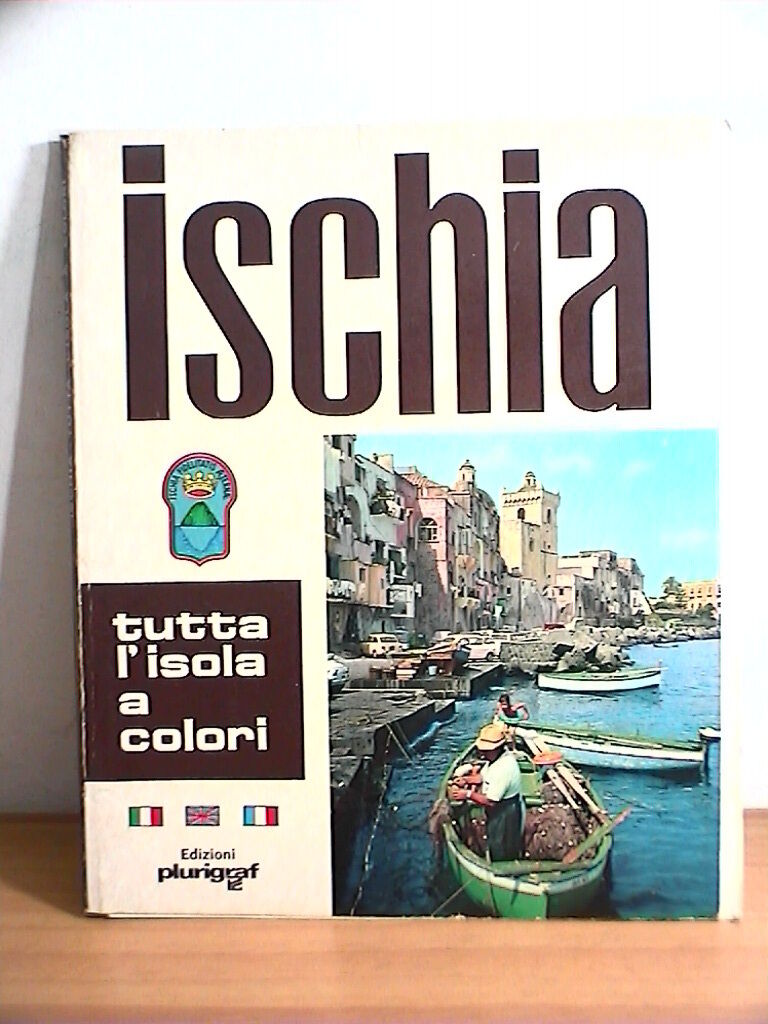 ischia
tutta
l'isola
a
colori
Edizioni
plurigraf